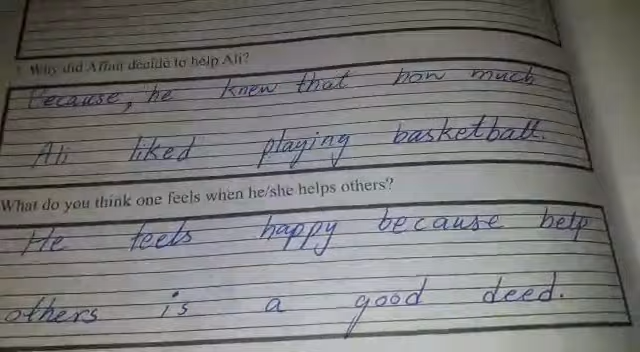 Why did Affan decide to help Ali?
Because, he knew that how much
Ali liked playing basketball.
What do you think one feels when he/she helps others?
He feels happy because help
others is a good deed.